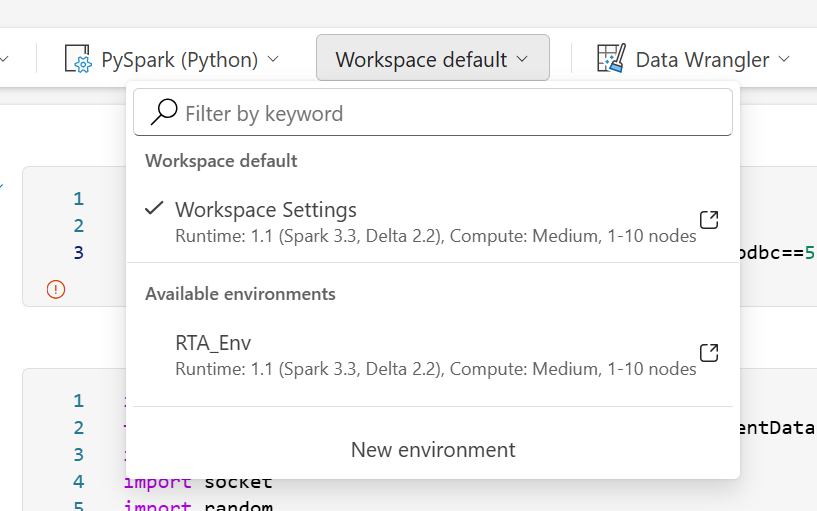 PySpark (Python)
Workspace default
Data Wrangler
Filter by keyword
Workspace default
Workspace Settings
Runtime: 1.1 (Spark 3.3, Delta 2.2), Compute: Medium, 1-10 nodes
Available environments
RTA_Env
Runtime: 1.1 (Spark 3.3, Delta 2.2), Compute: Medium, 1-10 nodes
New environment
1
2
3 odbc==5
1
2 entData
3
4 import socket
5 import random